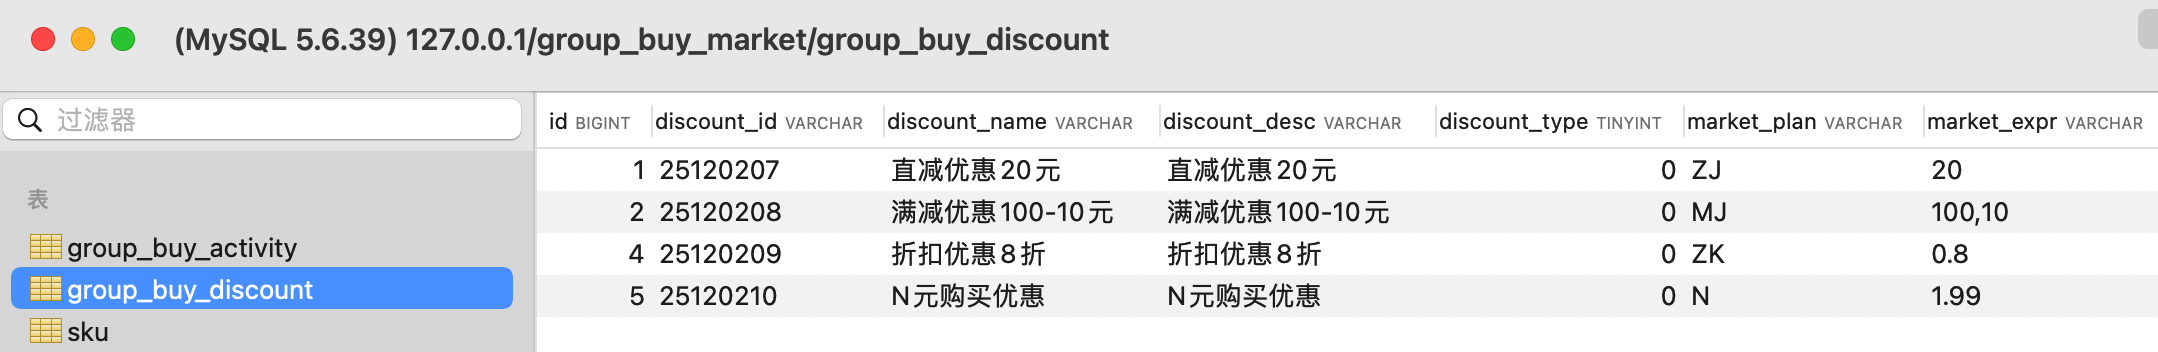 (MySQL 5.6.39) 127.0.0.1/group_buy_market/group_buy_discount
过滤器
表
group_buy_activity
group_buy_discount
sku
id BIGINT discount_id VARCHAR discount_name VARCHAR discount_desc VARCHAR discount_type TINYINT market_plan VARCHAR market_expr VARCHAR
1 25120207 直减优惠20元 直减优惠20元 0 ZJ 20
2 25120208 满减优惠100-10元 满减优惠100-10元 0 MJ 100,10
4 25120209 折扣优惠8折 折扣优惠8折 0 ZK 0.8
5 25120210 N元购买优惠 N元购买优惠 0 N 1.99